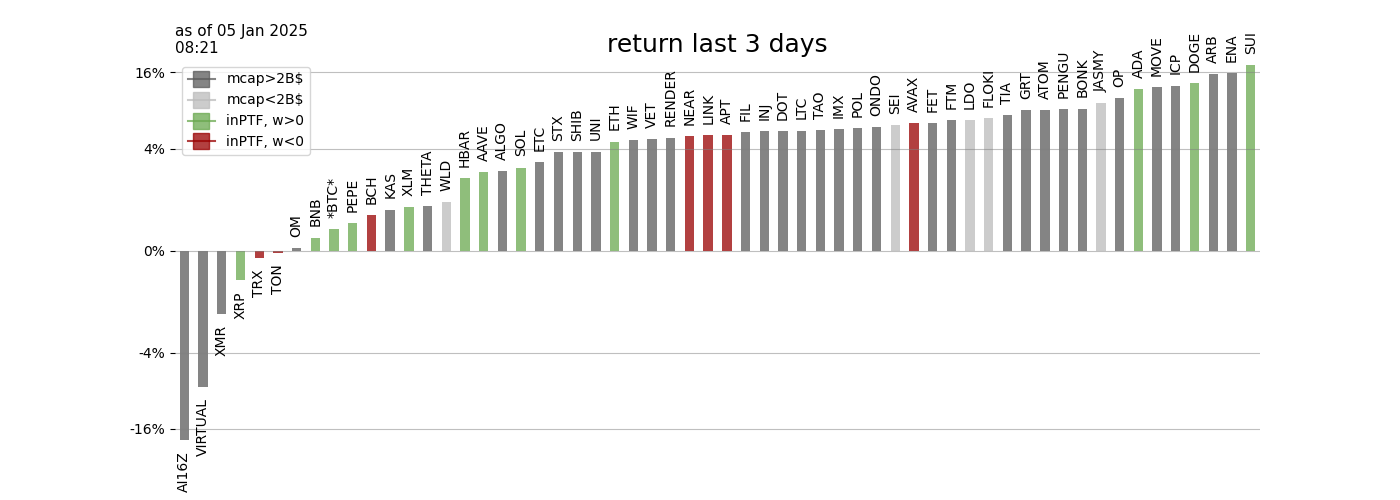 as of 05 Jan 2025
08:21
return last 3 days
mcap>2B$
mcap<2B$
inPTF, w>0
inPTF, w<0
16%
4%
0%
-4%
-16%
AI16Z
VIRTUAL
XMR
XRP
TRX
TON
OM
BNB
*BTC*
PEPE
BCH
KAS
XLM
THETA
WLD
HBAR
AAVE
ALGO
SOL
ETC
STX
SHIB
UNI
ETH
WIF
VET
RENDER
NEAR
LINK
APT
FIL
INJ
DOT
LTC
TAO
IMX
POL
ONDO
SEI
AVAX
FET
FTM
LDO
FLOKI
TIA
GRT
ATOM
PENGU
BONK
JASMY
OP
ADA
MOVE
ICP
DOGE
ARB
ENA
SUI